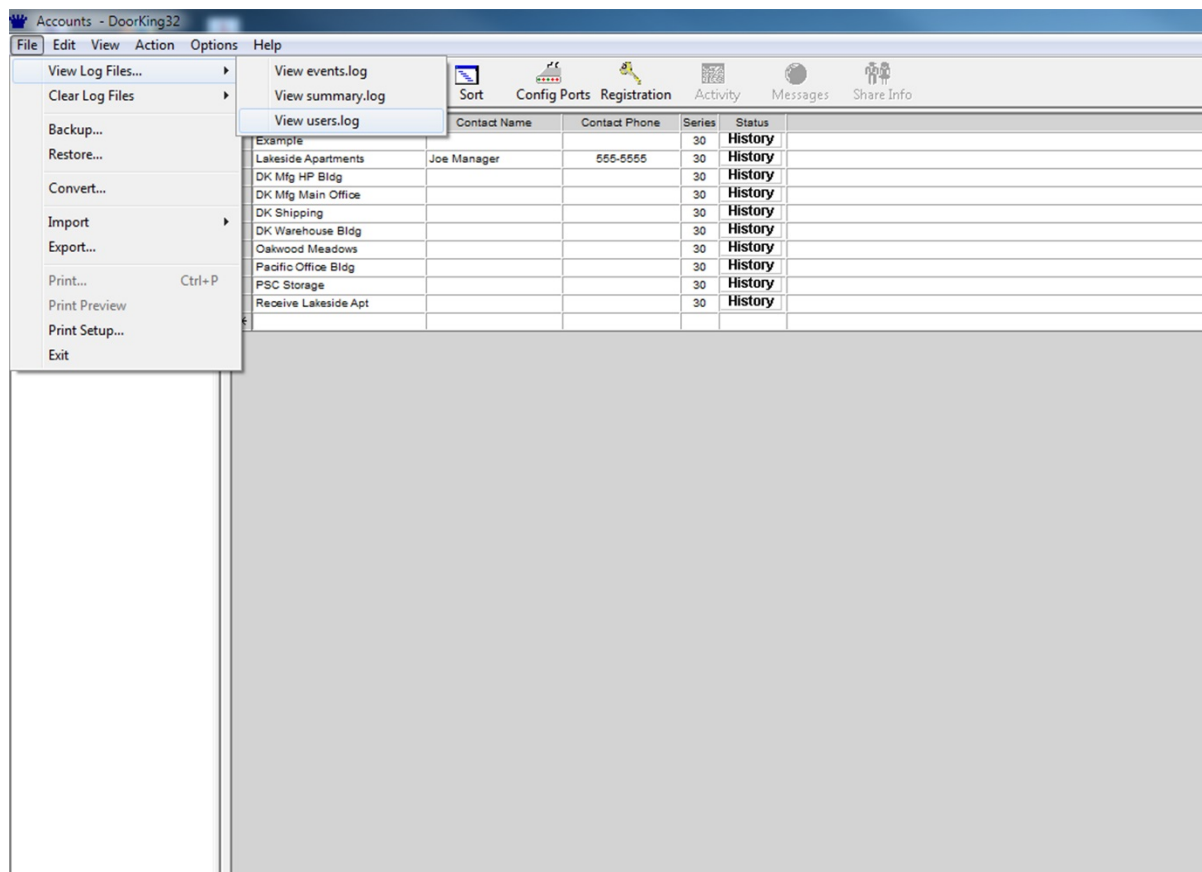 Accounts - DoorKing32
File Edit View Action Options Help
View Log Files...
Clear Log Files
Backup...
Restore...
Convert...
Import
Export...
Print... Ctrl+P
Print Preview
Print Setup...
Exit
View events.log
View summary.log
View users.log
Sort Config Ports Registration Activity Messages Share Info
Contact Name Contact Phone Series Status
Example 30 History
Lakeside Apartments Joe Manager 555-5555 30 History
DK Mfg HP Bldg 30 History
DK Mfg Main Office 30 History
DK Shipping 30 History
DK Warehouse Bldg 30 History
Oakwood Meadows 30 History
Pacific Office Bldg 30 History
PSC Storage 30 History
Receive Lakeside Apt 30 History